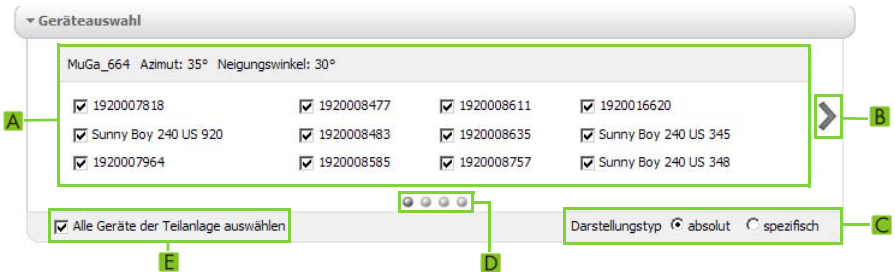 Geräteauswahl
MuGa_664 Azimut: 35° Neigungswinkel: 30°
1920007818 1920008477 1920008611 1920016620
A B
Sunny Boy 240 US 920 1920008483 1920008635 Sunny Boy 240 US 345
1920007964 1920008585 1920008757 Sunny Boy 240 US 348
Alle Geräte der Teilanlage auswählen Darstellungstyp absolut spezifisch C
E D